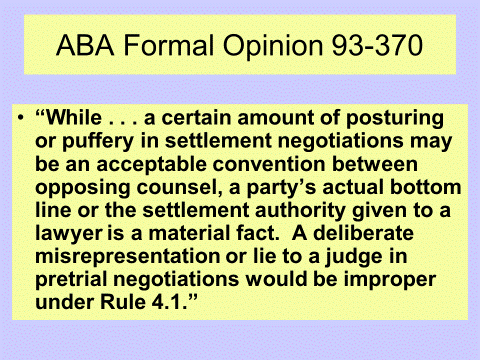 ABA Formal Opinion 93-370
• “While . . . a certain amount of posturing
or puffery in settlement negotiations may
be an acceptable convention between
opposing counsel, a party’s actual bottom
line or the settlement authority given to a
lawyer is a material fact.  A deliberate
misrepresentation or lie to a judge in
pretrial negotiations would be improper
under Rule 4.1.”